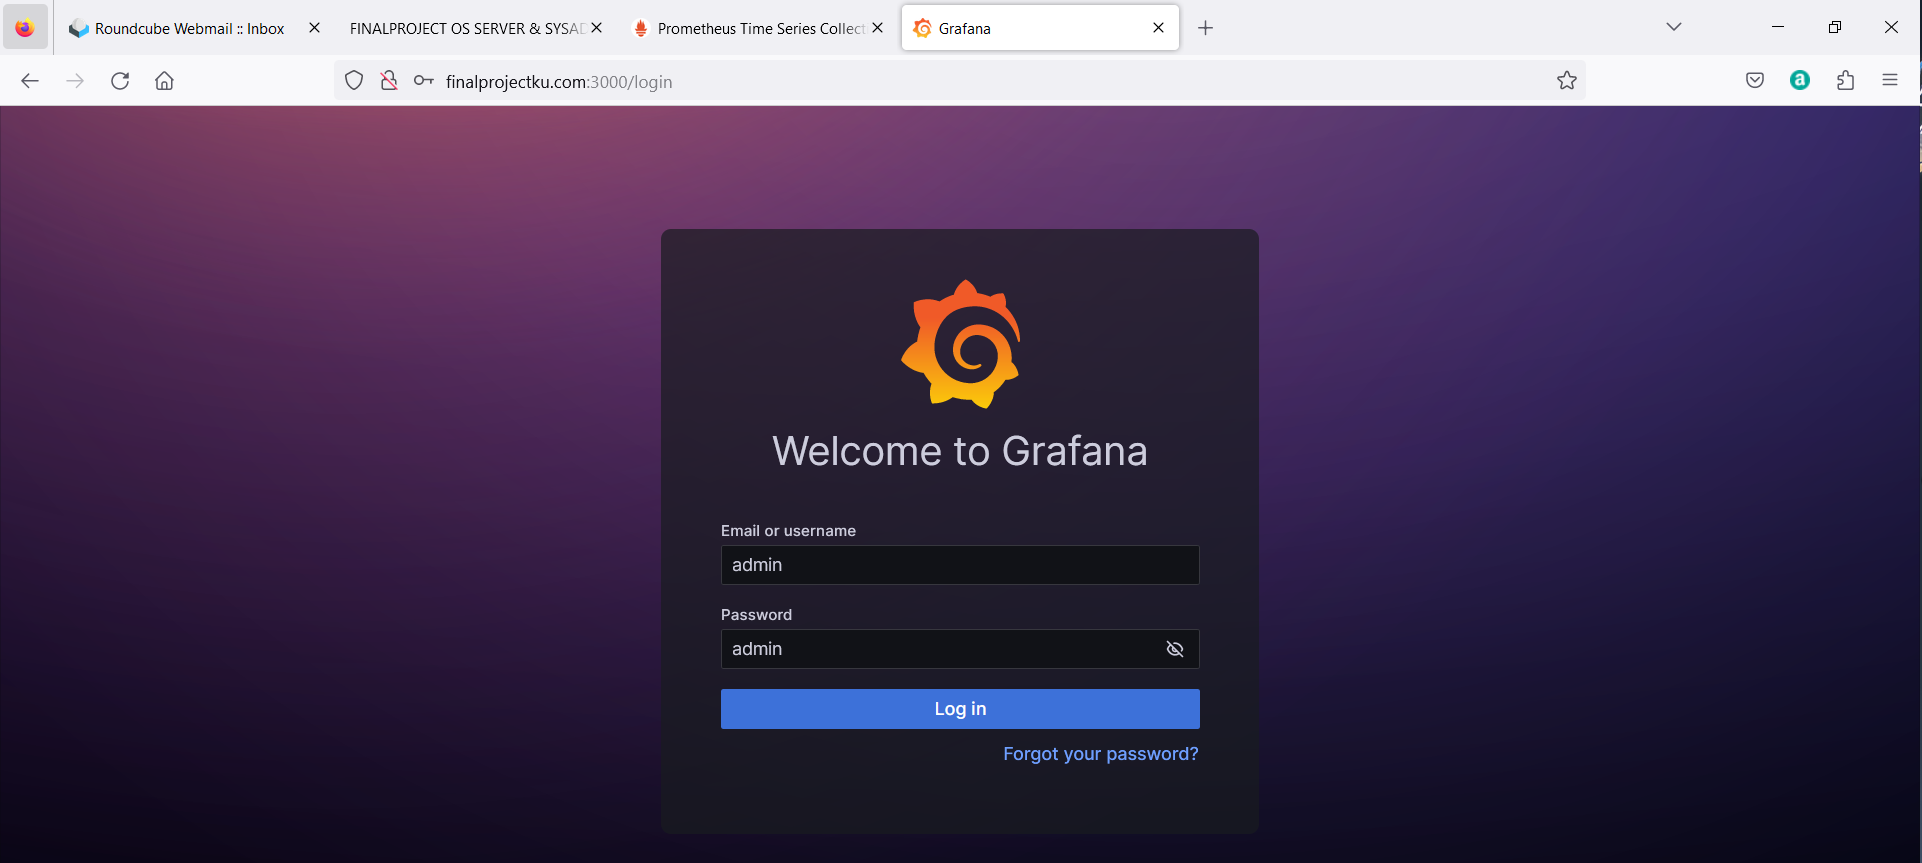 Roundcube Webmail :: Inbox
FINALPROJECT OS SERVER & SYSAD
Prometheus Time Series Collect
Grafana
finalprojectku.com:3000/login
Welcome to Grafana
Email or username
admin
Password
admin
Log in
Forgot your password?